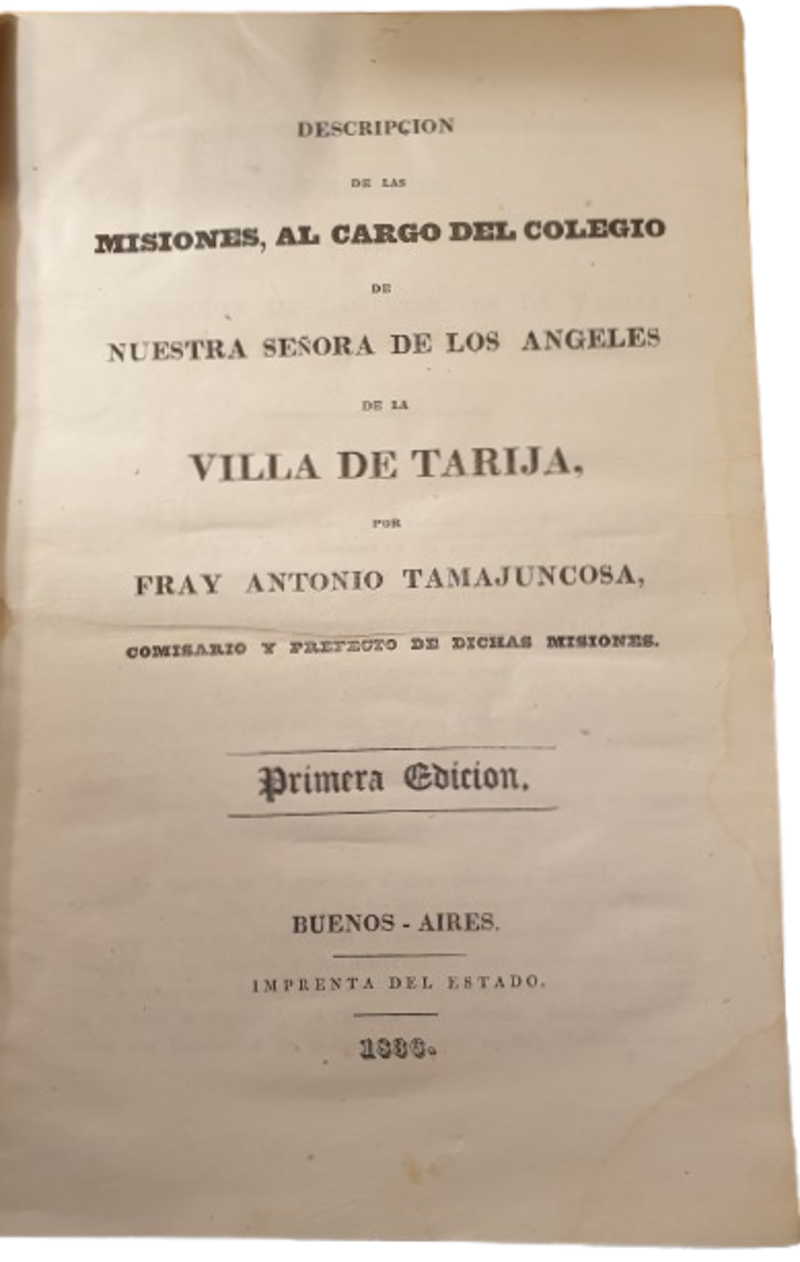 DESCRIPCION
DE LAS
MISIONES, AL CARGO DEL COLEGIO
DE
NUESTRA SEÑORA DE LOS ANGELES
DE LA
VILLA DE TARIJA,
POR
FRAY ANTONIO TAMAJUNCOSA,
COMISARIO Y PREFECTO DE DICHAS MISIONES.
Primera Edicion.
BUENOS - AIRES.
IMPRENTA DEL ESTADO.
1836.